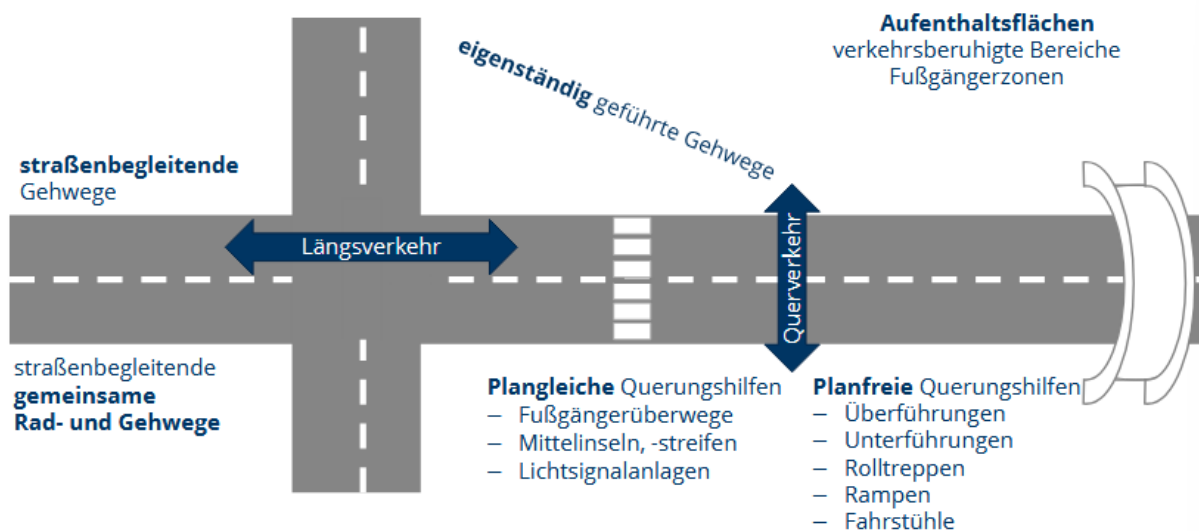 Aufenthaltsflächen
verkehrsberuhigte Bereiche
Fußgängerzonen
eigenständig geführte Gehwege
straßenbegleitende
Gehwege
Längsverkehr
Querverkehr
straßenbegleitende
gemeinsame
Rad- und Gehwege
Plangleiche Querungshilfen
– Fußgängerüberwege
– Mittelinseln, -streifen
– Lichtsignalanlagen
Planfreie Querungshilfen
– Überführungen
– Unterführungen
– Rolltreppen
– Rampen
– Fahrstühle